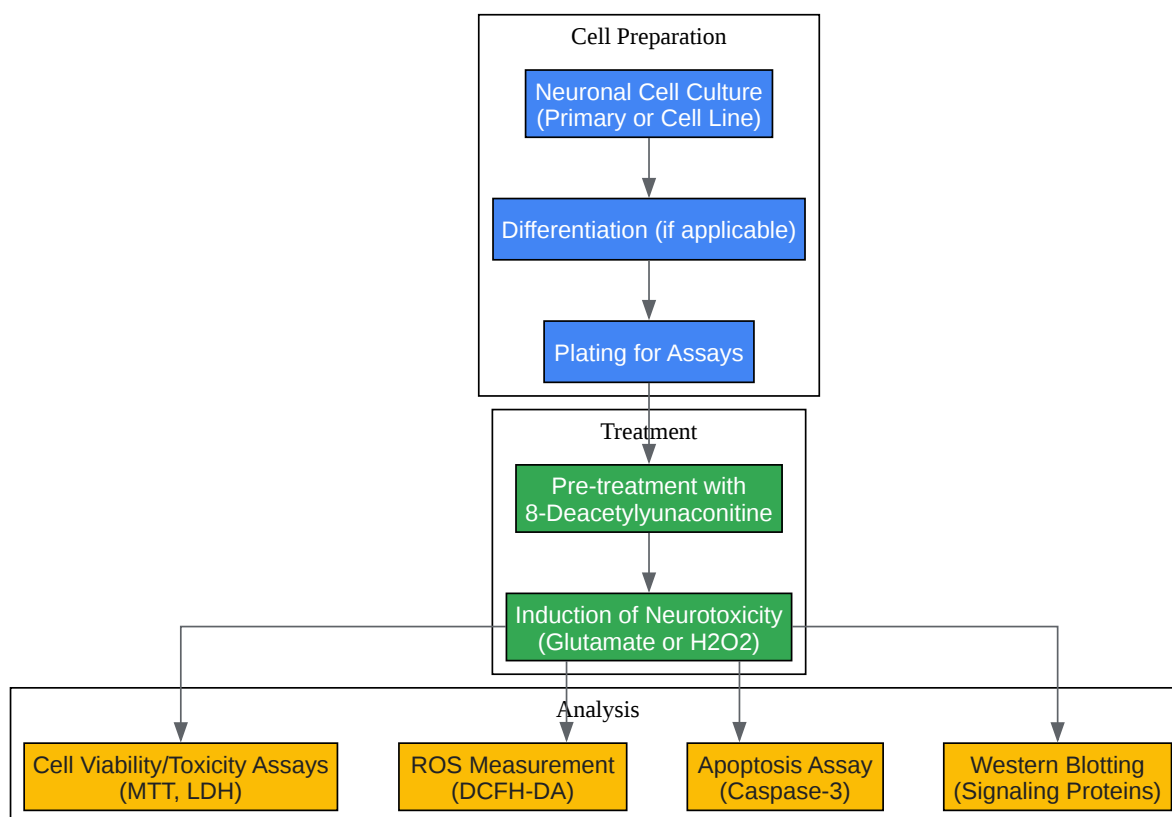 Cell Preparation
Neuronal Cell Culture
(Primary or Cell Line)
Differentiation (if applicable)
Plating for Assays
Treatment
Pre-treatment with
8-Deacetylyunaconitine
Induction of Neurotoxicity
(Glutamate or H2O2)
Analysis
Cell Viability/Toxicity Assays
(MTT, LDH)
ROS Measurement
(DCFH-DA)
Apoptosis Assay
(Caspase-3)
Western Blotting
(Signaling Proteins)